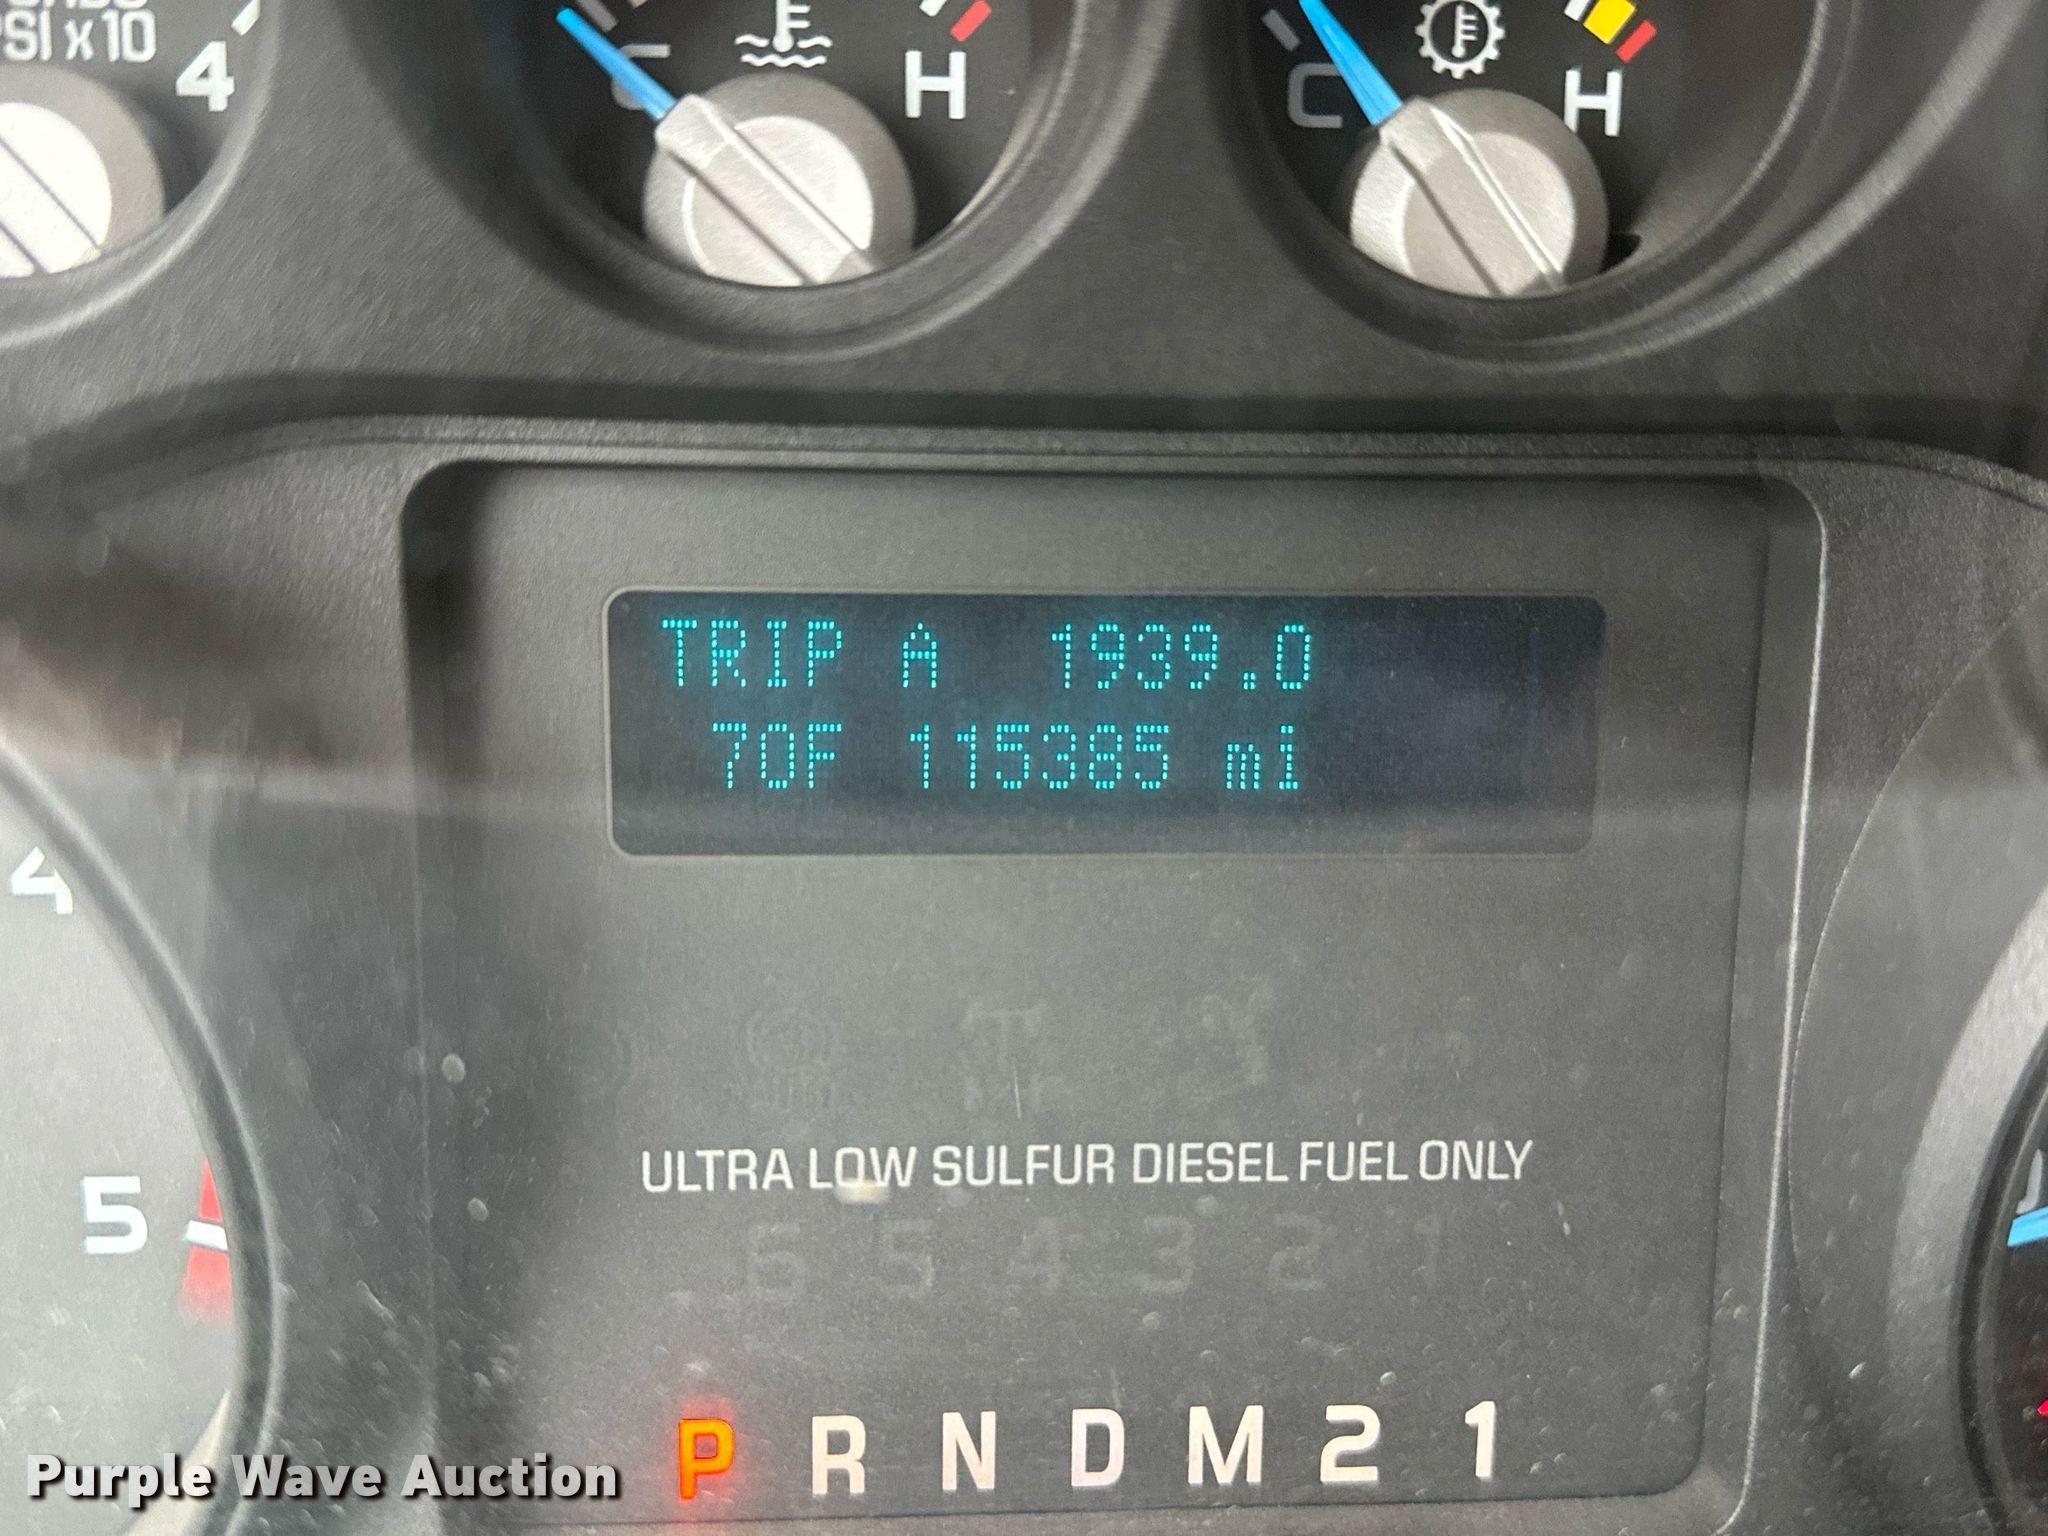 PSI x 10
4
C
H
C
H
TRIP A 1939.0
70F 115385 mi
4
5
ULTRA LOW SULFUR DIESEL FUEL ONLY
6 5 4 3 2 1
P R N D M 2 1
Purple Wave Auction